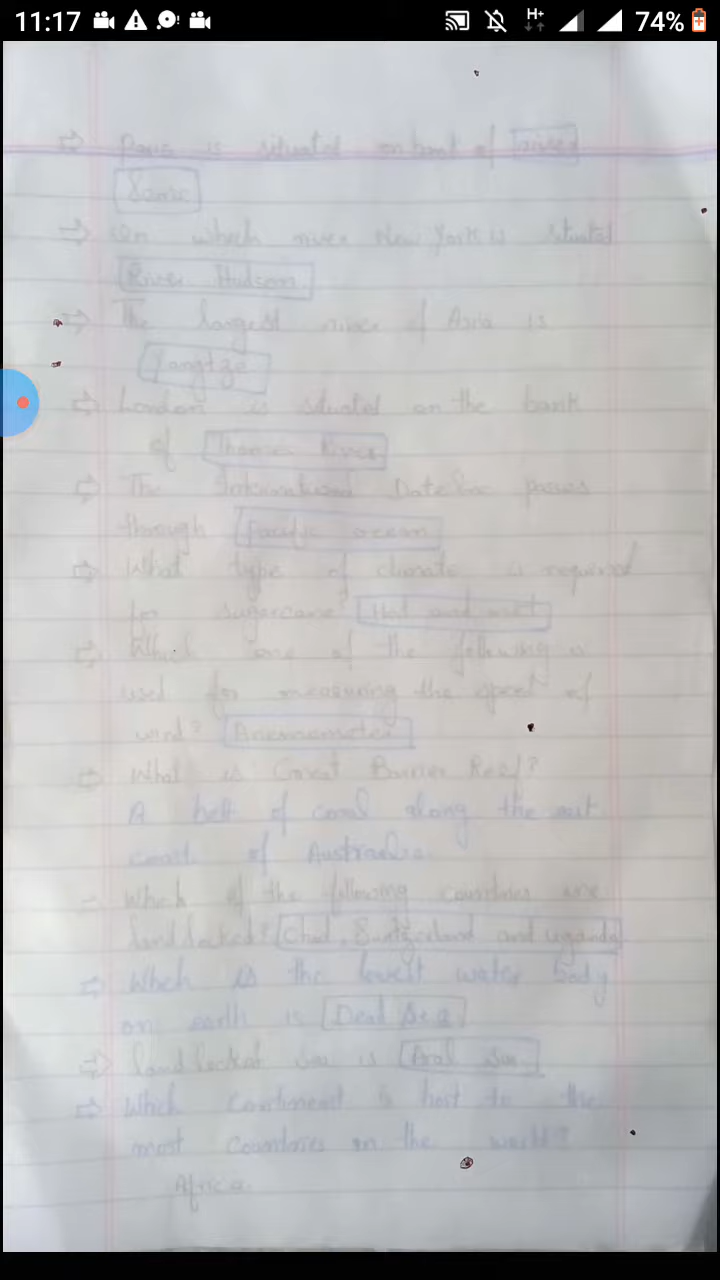 11:17 H+ 74%
⇒ Paris is situated on bank of river
Seine
⇒ On which river New York is situated
River Hudson.
⇒ The largest river of Asia is
Yangtze
⇒ London is situated on the bank
of Thames River
⇒ The International Dateline passes
through Pacific ocean
⇒ What type of climate is required
for sugarcane? Hot and wet
⇒ Which one of the following is
used for measuring the speed of
wind? Anemometer
⇒ What is Great Barrier Reef?
A belt of coral along the east
coast of Australia.
⇒ Which of the following countries are
landlocked? Chad, Switzerland and uganda
⇒ Which is the lowest water body
on earth is Dead Sea
⇒ landlocked sea is Aral Sea.
⇒ Which continent is host to the
most countries in the world?
Africa.